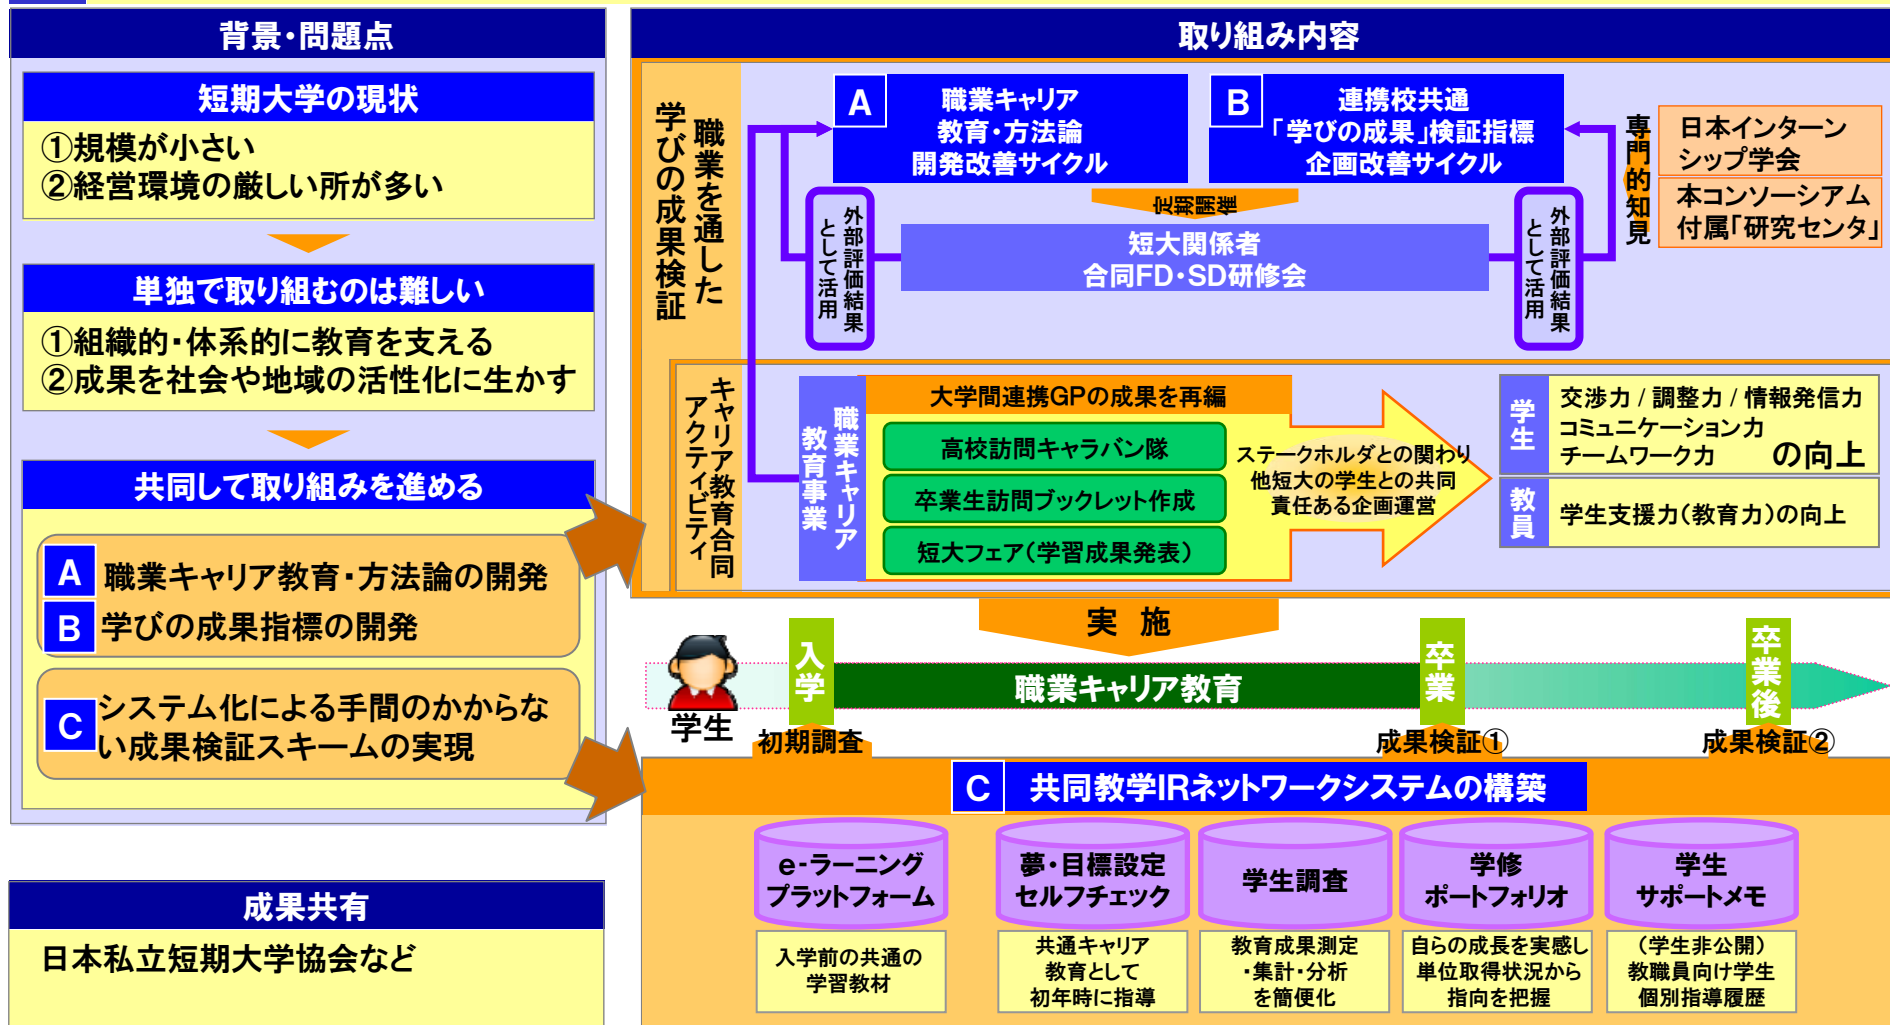 背景・問題点
短期大学の現状
①規模が小さい
②経営環境の厳しい所が多い
単独で取り組むのは難しい
①組織的・体系的に教育を支える
②成果を社会や地域の活性化に生かす
共同して取り組みを進める
A 職業キャリア教育・方法論の開発
B 学びの成果指標の開発
C システム化による手間のかからな
い成果検証スキームの実現
成果共有
日本私立短期大学協会など
取り組み内容
職業を通した
学びの成果検証
A
職業キャリア
教育・方法論
開発改善サイクル
B
連携校共通
「学びの成果」検証指標
企画改善サイクル
専門的知見
日本インターン
シップ学会
本コンソーシアム
付属「研究センタ」
定期開催
外部評価結果
として活用
短大関係者
合同FD・SD研修会
外部評価結果
として活用
キャリア教育合同
アクティビティ
職業キャリア
教育事業
大学間連携GPの成果を再編
高校訪問キャラバン隊
卒業生訪問ブックレット作成
短大フェア(学習成果発表)
ステークホルダとの関わり
他短大の学生との共同
責任ある企画運営
学生
交渉力 / 調整力 / 情報発信力
コミュニケーション力
チームワーク力 の向上
教員
学生支援力(教育力)の向上
実 施
学生
入学
職業キャリア教育
卒業
卒業後
初期調査
成果検証①
成果検証②
C 共同教学IRネットワークシステムの構築
e-ラーニング
プラットフォーム
入学前の共通の
学習教材
夢・目標設定
セルフチェック
共通キャリア
教育として
初年時に指導
学生調査
教育成果測定
・集計・分析
を簡便化
学修
ポートフォリオ
自らの成長を実感し
単位取得状況から
指向を把握
学生
サポートメモ
(学生非公開)
教職員向け学生
個別指導履歴